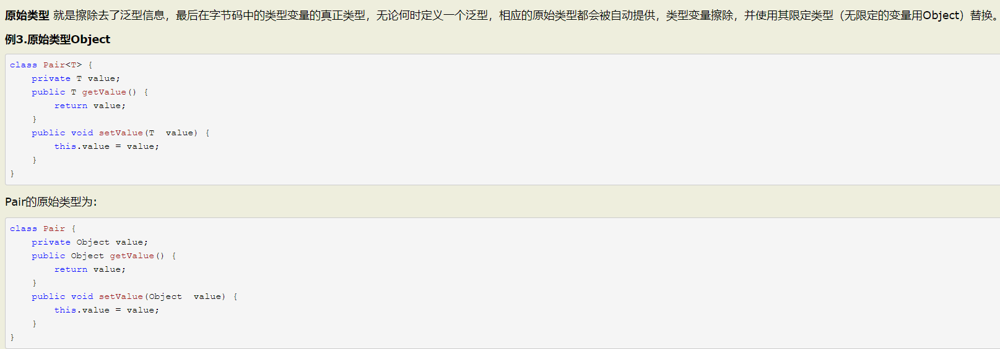 原始类型 就是擦除去了泛型信息，最后在字节码中的类型变量的真正类型，无论何时定义一个泛型，相应的原始类型都会被自动提供，类型变量擦除，并使用其限定类型（无限定的变量用Object）替换。
例3.原始类型Object
class Pair<T> {
    private T value;
    public T getValue() {
        return value;
    }
    public void setValue(T  value) {
        this.value = value;
    }
}
Pair的原始类型为:
class Pair {
    private Object value;
    public Object getValue() {
        return value;
    }
    public void setValue(Object  value) {
        this.value = value;
    }
}